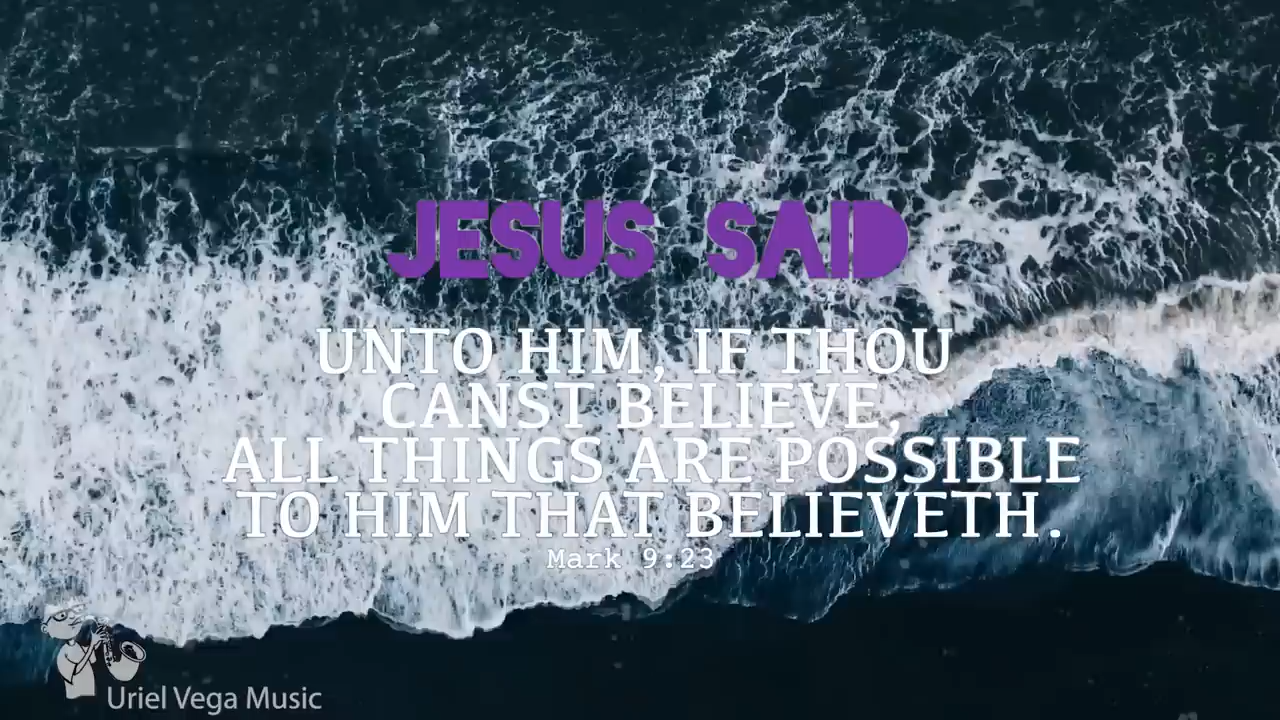 JESUS SAID
UNTO HIM, IF THOU
CANST BELIEVE,
ALL THINGS ARE POSSIBLE
TO HIM THAT BELIEVETH.
Mark 9:23
Uriel Vega Music